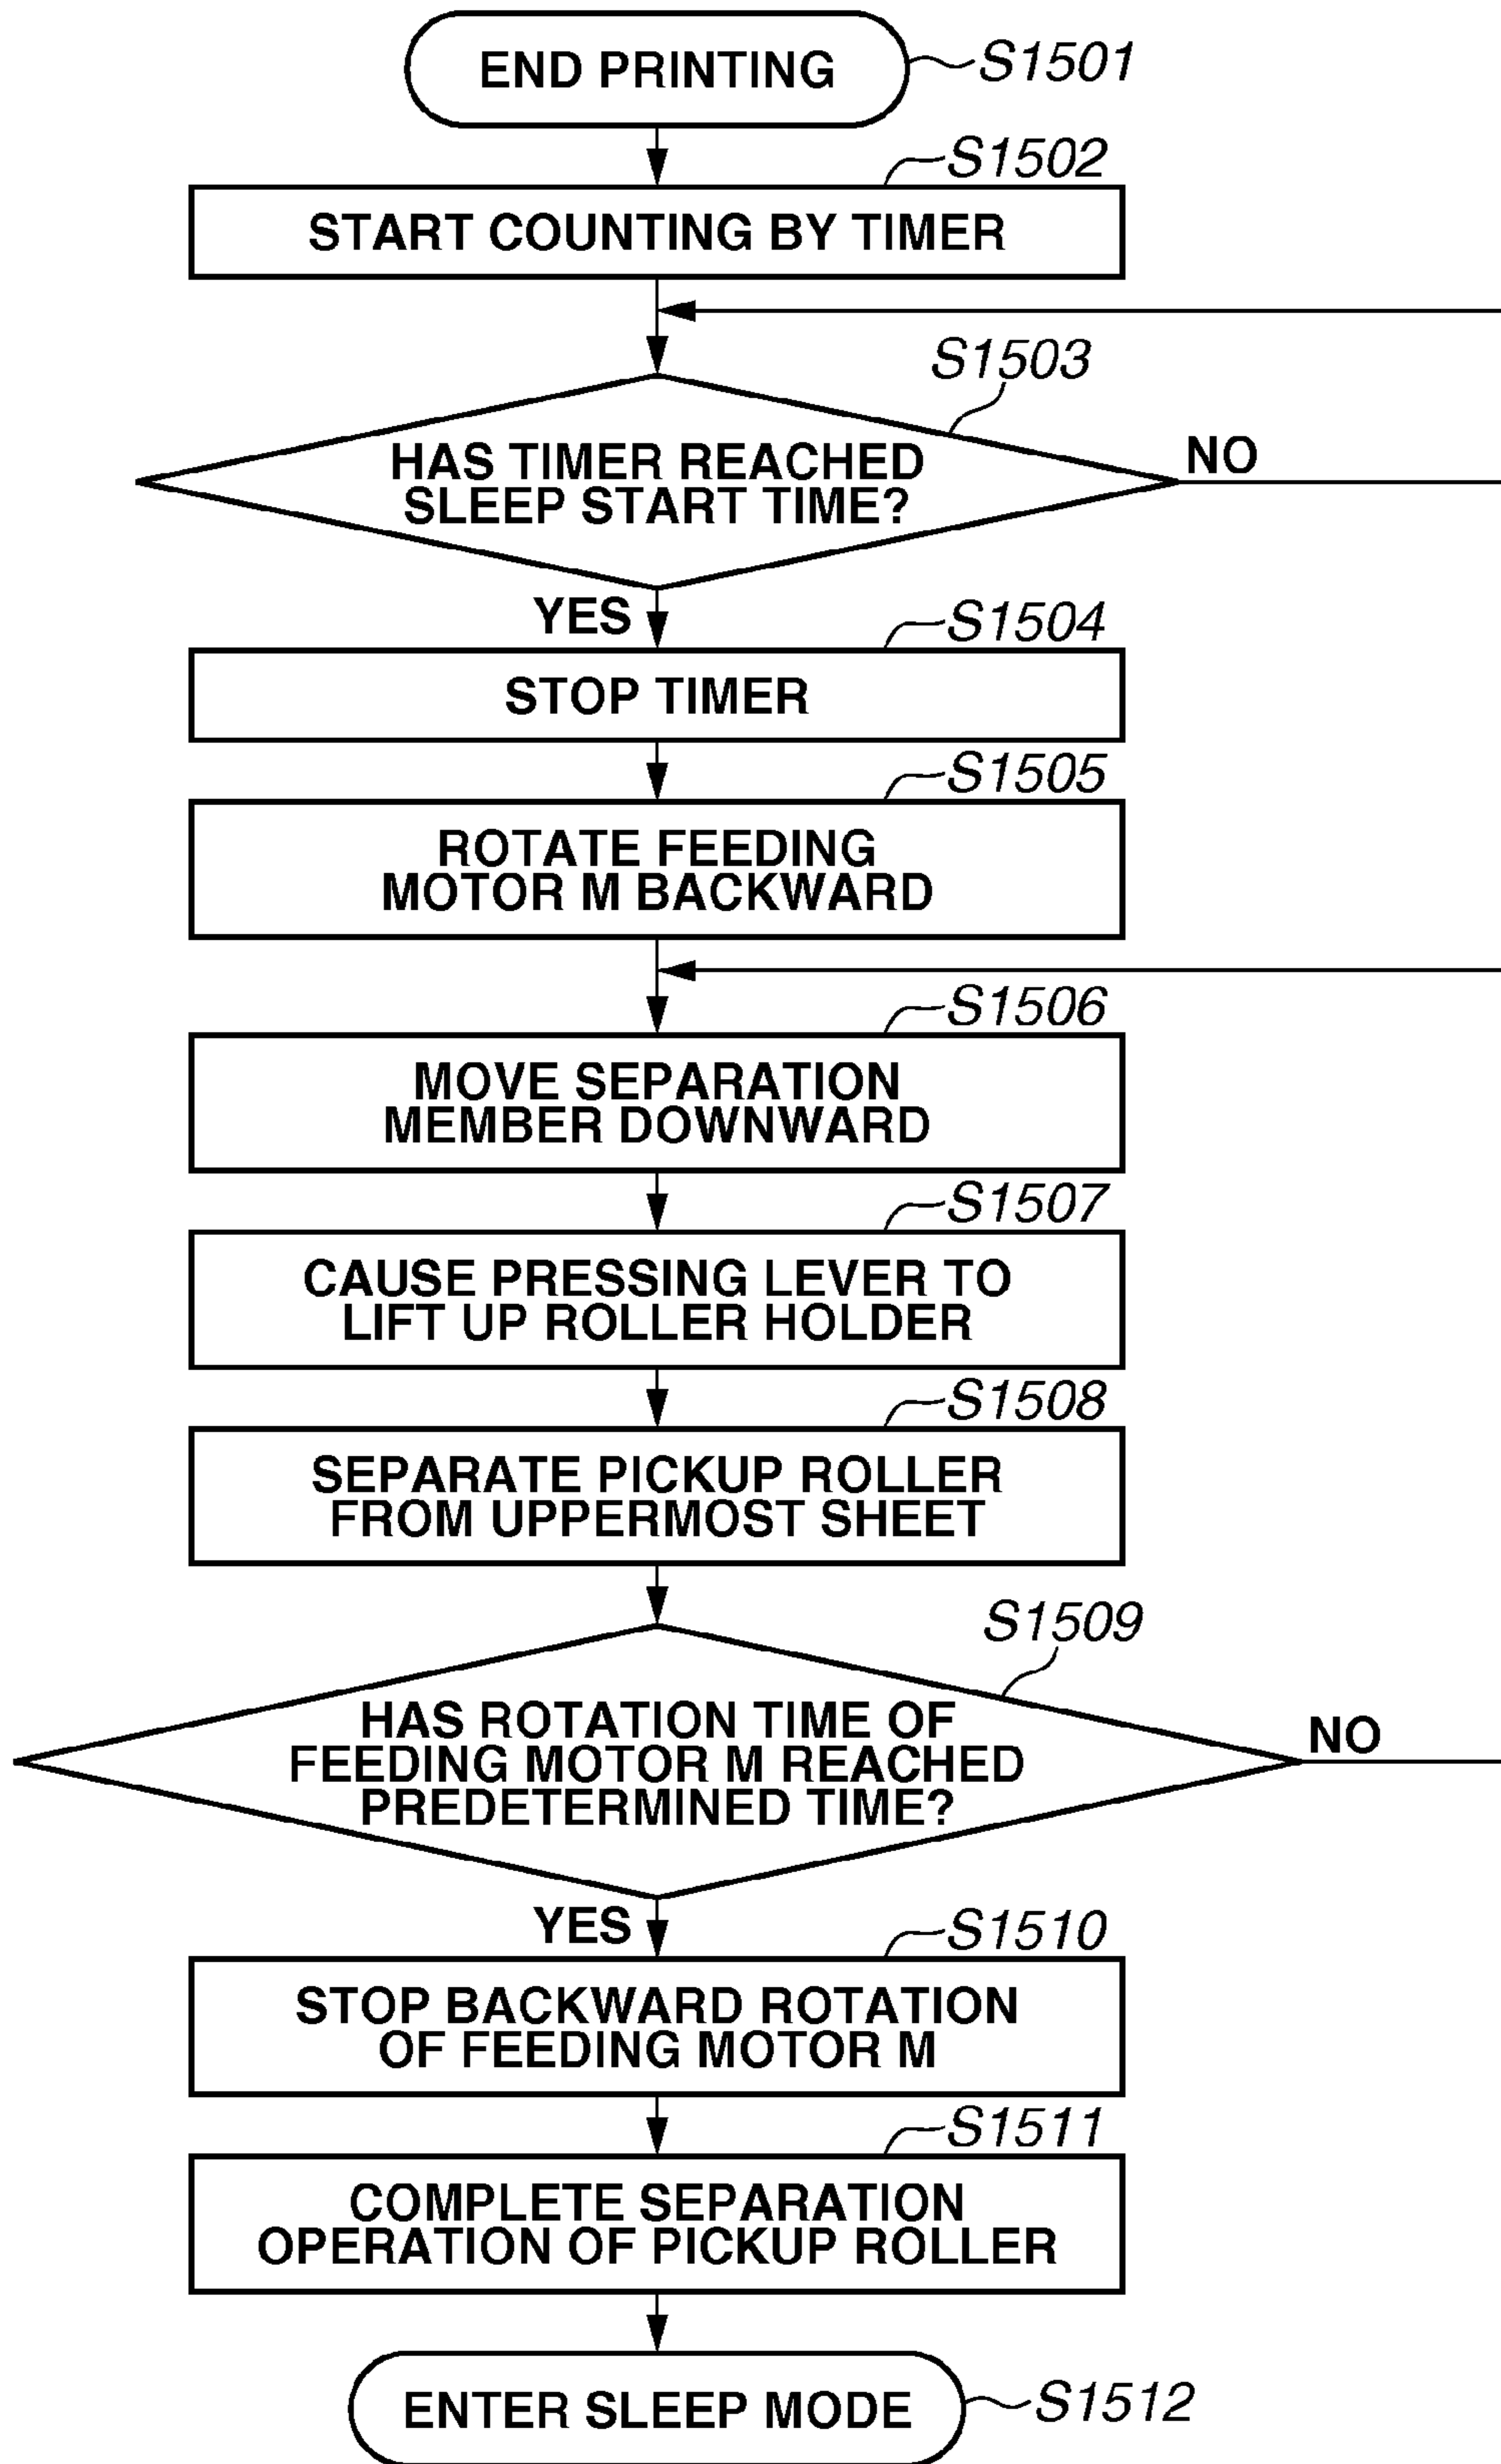 END PRINTING
S1501
S1502
START COUNTING BY TIMER
S1503
HAS TIMER REACHED
SLEEP START TIME?
NO
YES
S1504
STOP TIMER
S1505
ROTATE FEEDING
MOTOR M BACKWARD
S1506
MOVE SEPARATION
MEMBER DOWNWARD
S1507
CAUSE PRESSING LEVER TO
LIFT UP ROLLER HOLDER
S1508
SEPARATE PICKUP ROLLER
FROM UPPERMOST SHEET
S1509
HAS ROTATION TIME OF
FEEDING MOTOR M REACHED
PREDETERMINED TIME?
NO
YES
S1510
STOP BACKWARD ROTATION
OF FEEDING MOTOR M
S1511
COMPLETE SEPARATION
OPERATION OF PICKUP ROLLER
ENTER SLEEP MODE
S1512